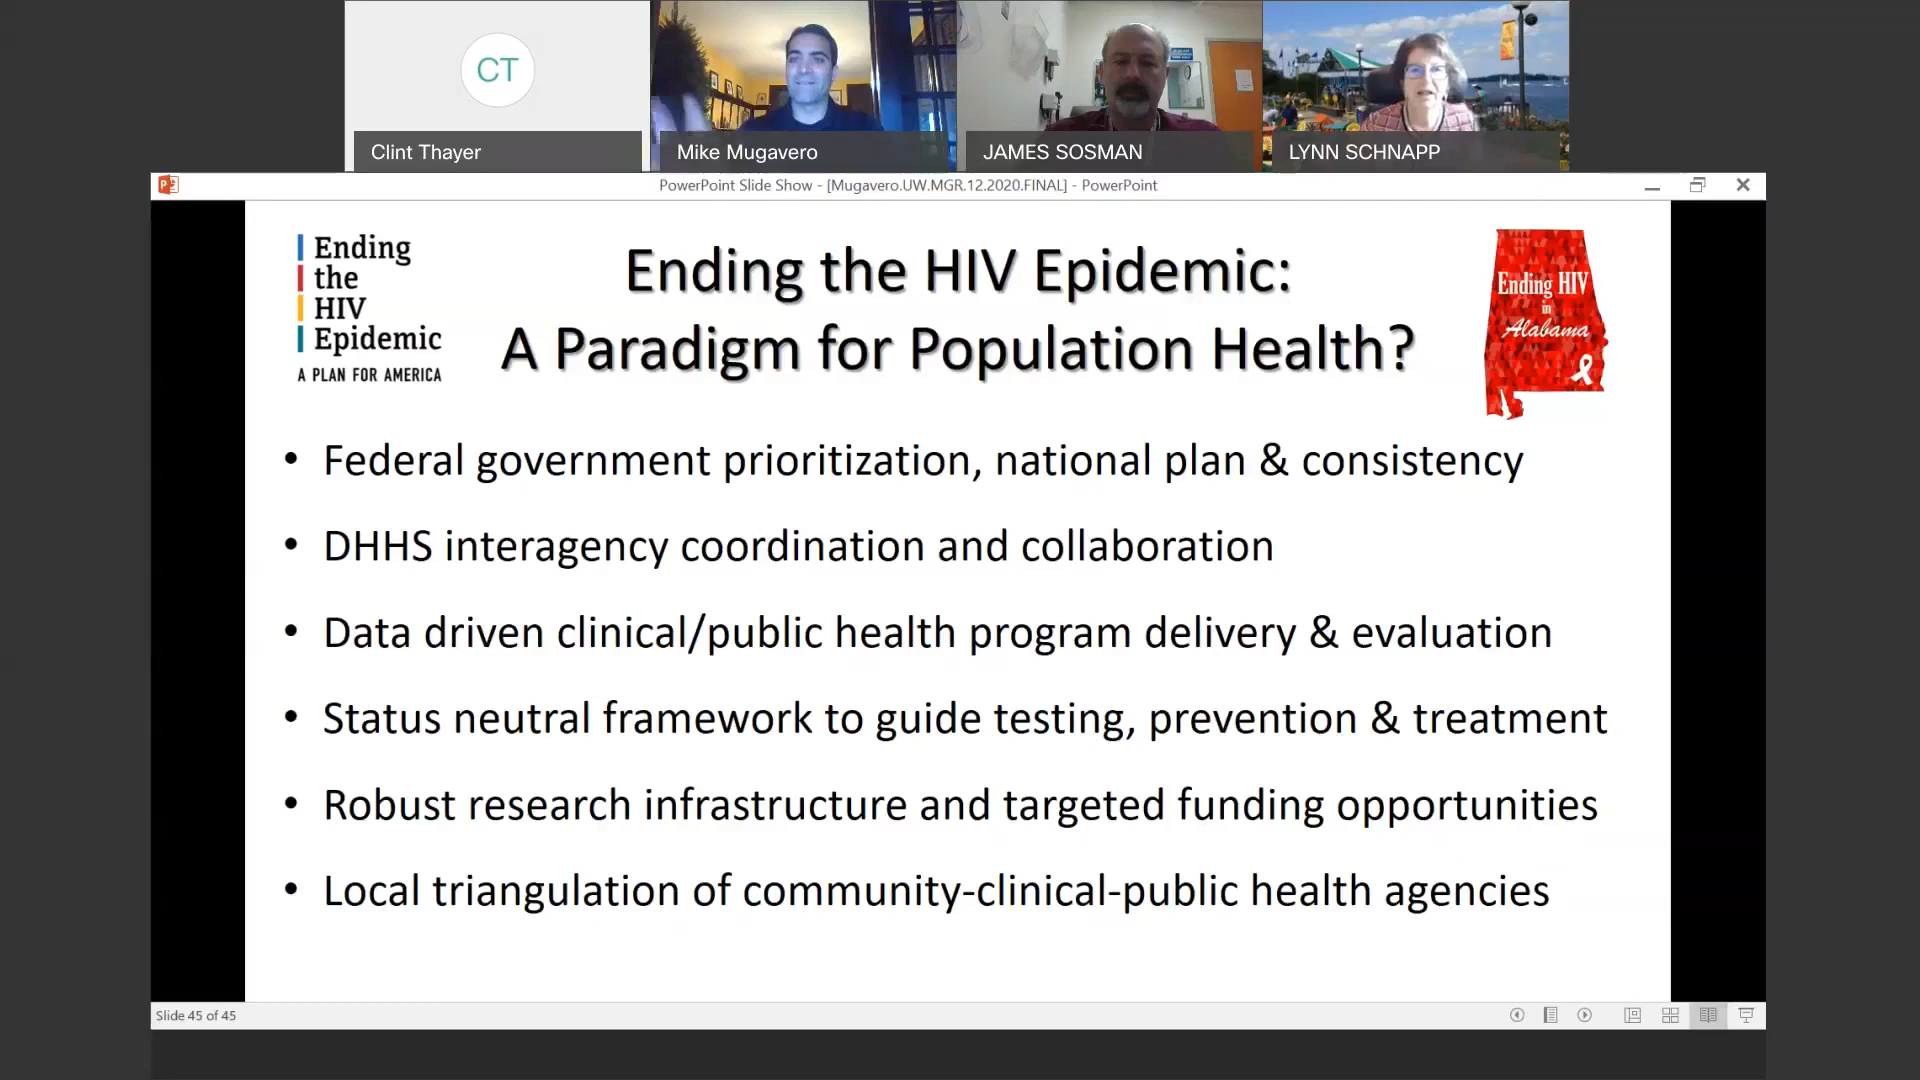 CT
Clint Thayer
Mike Mugavero
JAMES SOSMAN
LYNN SCHNAPP
PowerPoint Slide Show - [Mugavero.UW.MGR.12.2020.FINAL] - PowerPoint
Ending
the
HIV
Epidemic
A PLAN FOR AMERICA
Ending the HIV Epidemic:
A Paradigm for Population Health?
Ending HIV
in
Alabama
• Federal government prioritization, national plan & consistency
• DHHS interagency coordination and collaboration
• Data driven clinical/public health program delivery & evaluation
• Status neutral framework to guide testing, prevention & treatment
• Robust research infrastructure and targeted funding opportunities
• Local triangulation of community-clinical-public health agencies
Slide 45 of 45